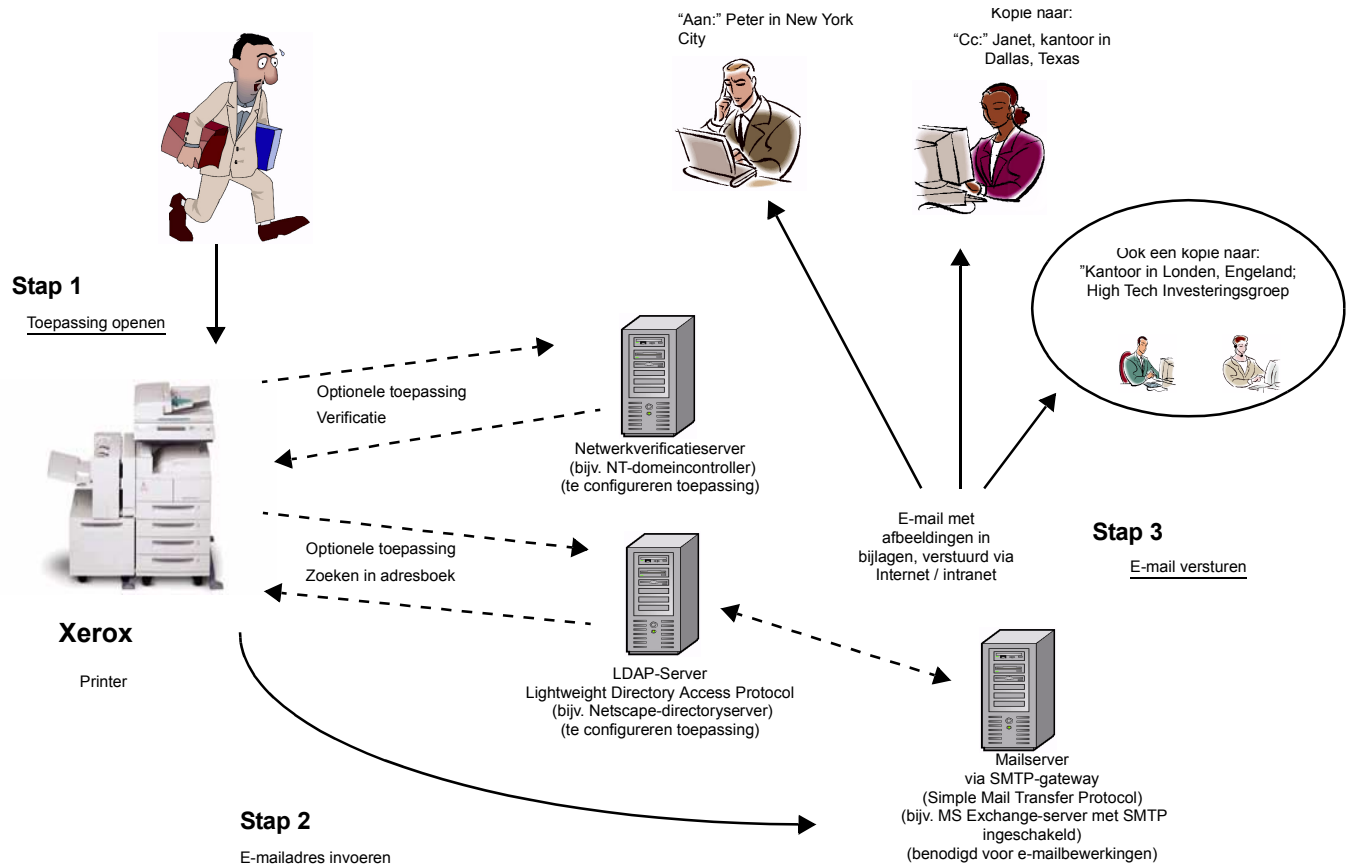 “Aan:” Peter in New York
City
Kopie naar:
“Cc:” Janet, kantoor in
Dallas, Texas
Ook een kopie naar:
”Kantoor in Londen, Engeland;
High Tech Investeringsgroep
Stap 1
Toepassing openen
Optionele toepassing
Verificatie
Netwerkverificatieserver
(bijv. NT-domeincontroller)
(te configureren toepassing)
E-mail met
afbeeldingen in
bijlagen, verstuurd via
Internet / intranet
Stap 3
E-mail versturen
Optionele toepassing
Zoeken in adresboek
Xerox
Printer
LDAP-Server
Lightweight Directory Access Protocol
(bijv. Netscape-directoryserver)
(te configureren toepassing)
Mailserver
via SMTP-gateway
(Simple Mail Transfer Protocol)
(bijv. MS Exchange-server met SMTP
ingeschakeld)
(benodigd voor e-mailbewerkingen)
Stap 2
E-mailadres invoeren